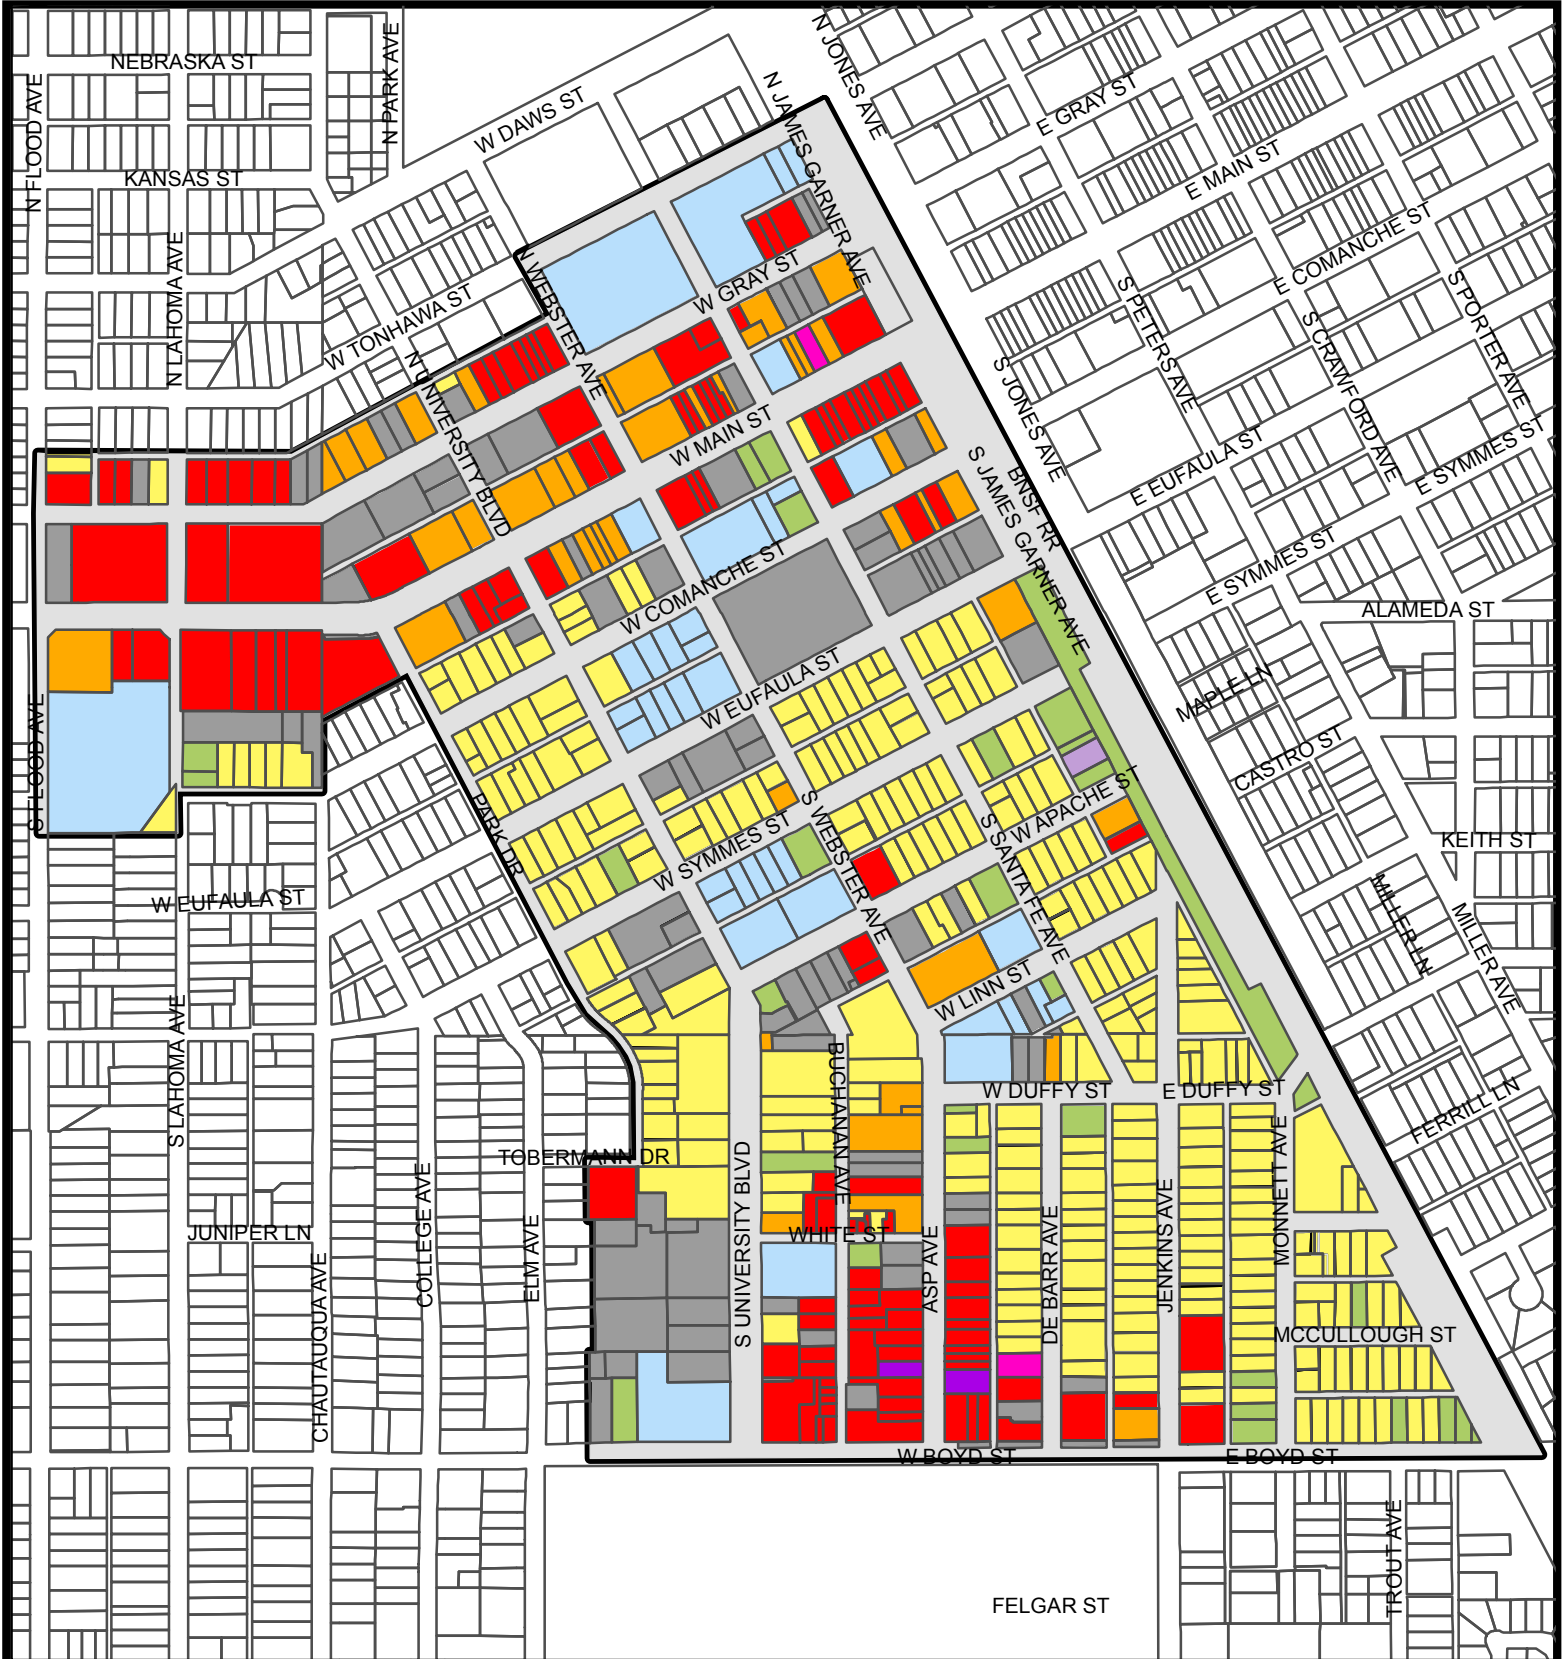 NEBRASKA ST
N PARK AVE
N FLOOD AVE
KANSAS ST
N LAHOMA AVE
W DAWS ST
W TONHAWA ST
N JONES AVE
N JAMES GARNER AVE
E GRAY ST
E MAIN ST
E COMANCHE ST
N WEBSTER AVE
W GRAY ST
N UNIVERSITY BLVD
W MAIN ST
S PETERS AVE
S CRAWFORD AVE
S PORTER AVE
S JONES AVE
E EUFAULA ST
E SYMMES ST
S JAMES GARNER AVE
BNSF RR
E SYMMES ST
W COMANCHE ST
ALAMEDA ST
W EUFAULA ST
MAPLE LN
CASTRO ST
S FLOOD AVE
PARK DR
W SYMMES ST
S WEBSTER AVE
S SANTA FE AVE
W APACHE ST
KEITH ST
W EUFAULA ST
MILLER LN
MILLER AVE
W LINN ST
S LAHOMA AVE
BUCHANAN AVE
W DUFFY ST
E DUFFY ST
FERRILL LN
TOBERMANN DR
S UNIVERSITY BLVD
MONNETT AVE
JUNIPER LN
COLLEGE AVE
CHAUTAUQUA AVE
ELM AVE
WHITE ST
ASP AVE
DE BARR AVE
JENKINS AVE
MCCULLOUGH ST
W BOYD ST
E BOYD ST
TROUT AVE
FELGAR ST